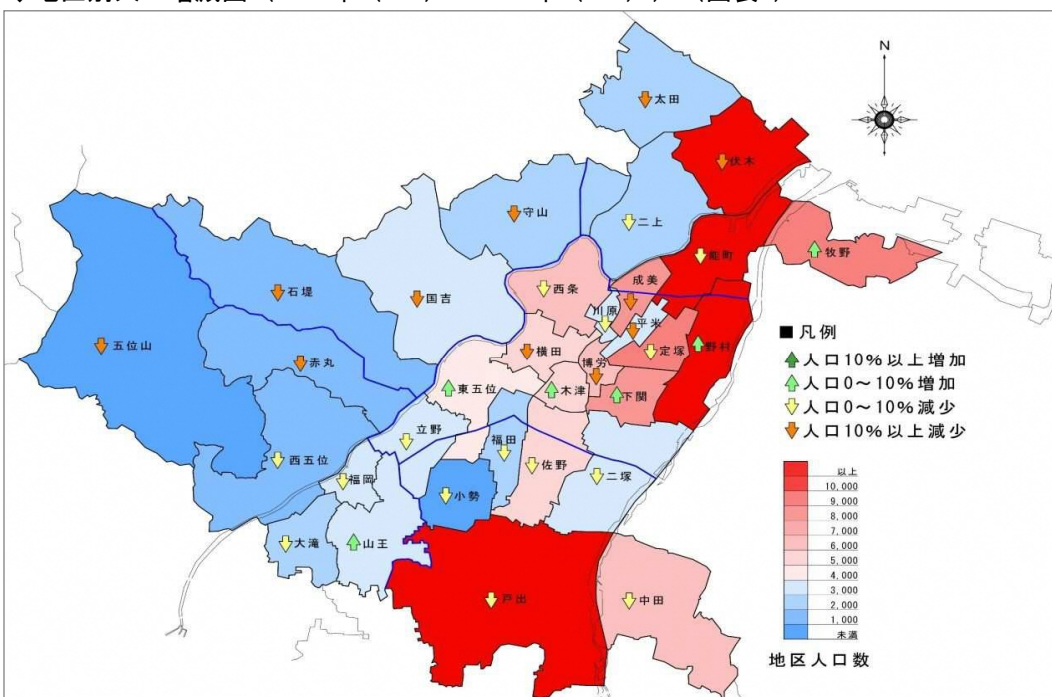 N
太田
伏木
守山
二上
能町
牧野
成美
石堤
国吉
西条
川原
平米
五位山
赤丸
横田
定塚
野村
博労
東五位
木津
下関
立野
福田
西五位
福岡
佐野
二塚
小勢
大滝
山王
戸出
中田
■凡例
人口10%以上増加
人口0~10%増加
人口0~10%減少
人口10%以上減少
以上
10,000
9,000
8,000
7,000
6,000
5,000
4,000
3,000
2,000
1,000
未満
地区人口数